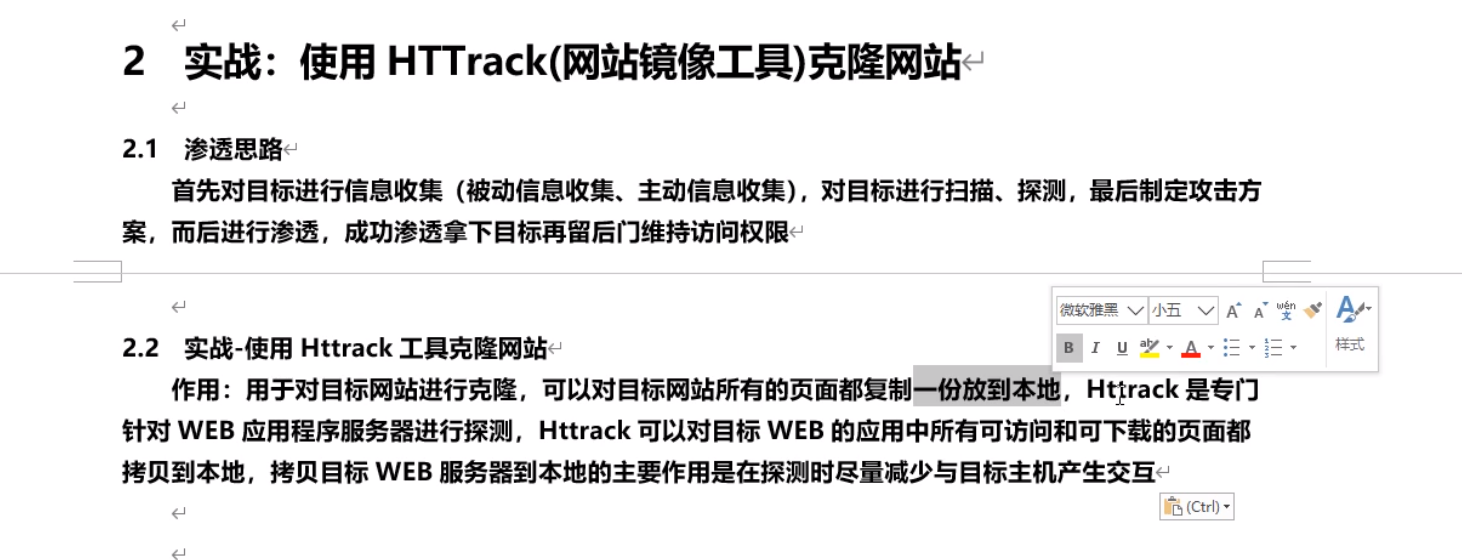 2 实战：使用 HTTrack(网站镜像工具)克隆网站
2.1 渗透思路
首先对目标进行信息收集（被动信息收集、主动信息收集），对目标进行扫描、探测，最后制定攻击方
案，而后进行渗透，成功渗透拿下目标再留后门维持访问权限
微软雅黑 小五 A A wén 文
B I U ab A 样式
2.2 实战-使用 Httrack 工具克隆网站
作用：用于对目标网站进行克隆，可以对目标网站所有的页面都复制一份放到本地，Httrack 是专门
针对 WEB 应用程序服务器进行探测，Httrack 可以对目标 WEB 的应用中所有可访问和可下载的页面都
拷贝到本地，拷贝目标 WEB 服务器到本地的主要作用是在探测时尽量减少与目标主机产生交互
(Ctrl)